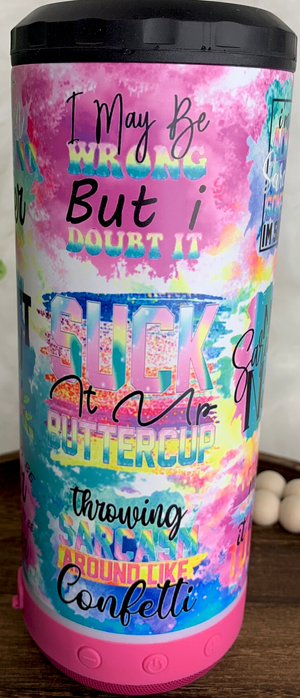 I May Be
WRONG
But i
DOUBT IT
SUCK
It Up
BUTTERCUP
throwing
SARCASM
AROUND LIKE
Confetti